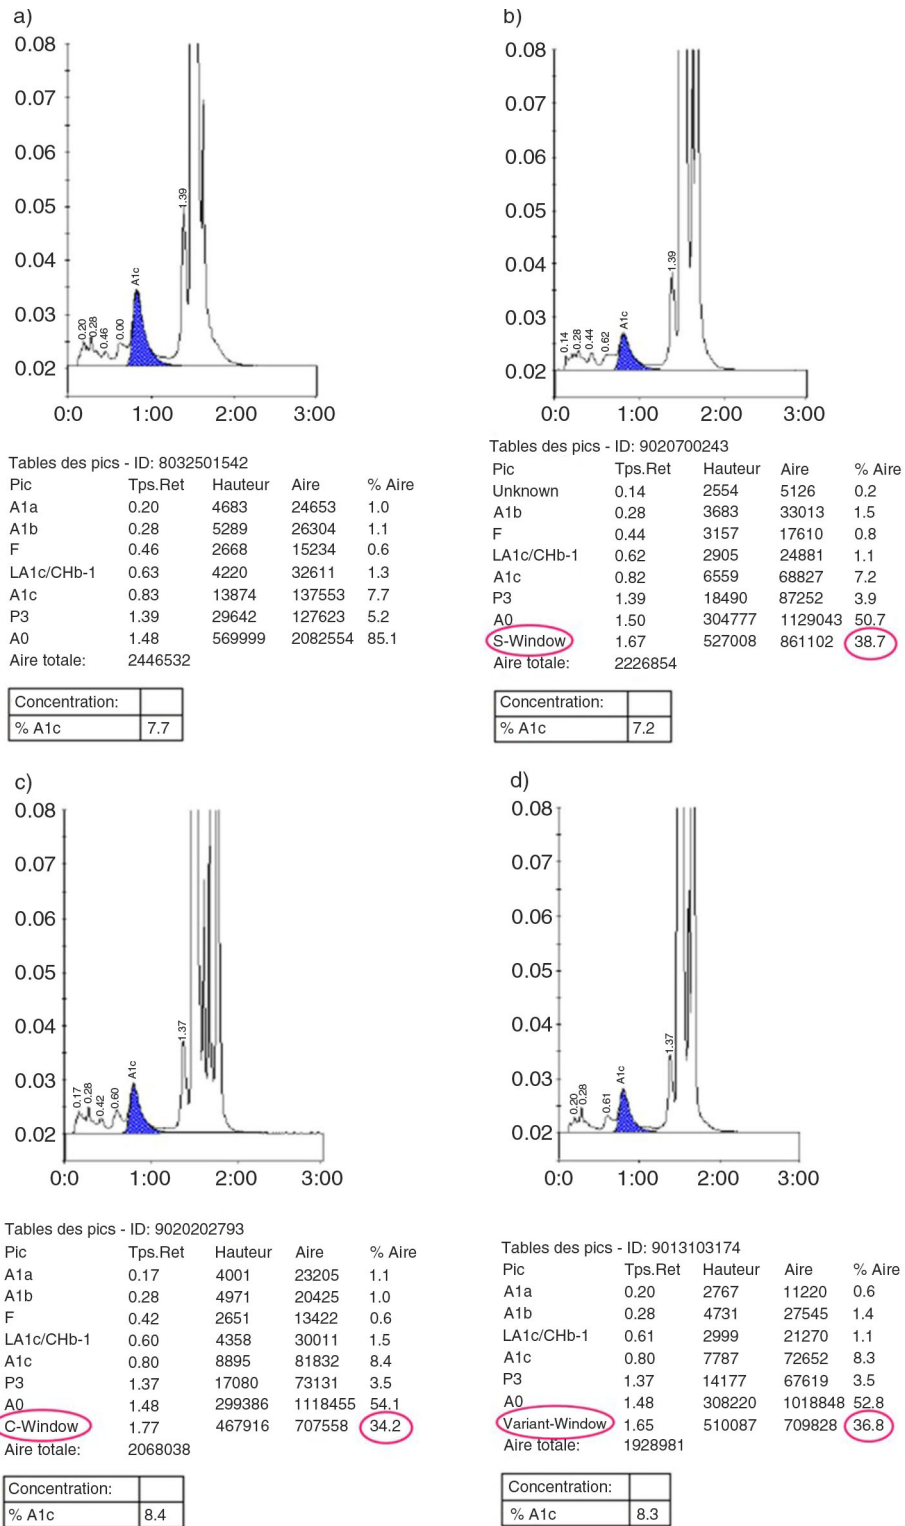 a)
0.08
0.07
0.06
0.05
0.04
0.03
0.02
0.20
0.28
0.46
0.00
A1c
1.39
0:0 1:00 2:00 3:00
Tables des pics - ID: 8032501542
Pic Tps.Ret Hauteur Aire % Aire
A1a 0.20 4683 24653 1.0
A1b 0.28 5289 26304 1.1
F 0.46 2668 15234 0.6
LA1c/CHb-1 0.63 4220 32611 1.3
A1c 0.83 13874 137553 7.7
P3 1.39 29642 127623 5.2
A0 1.48 569999 2082554 85.1
Aire totale: 2446532
Concentration:
% A1c 7.7
b)
0.08
0.07
0.06
0.05
0.04
0.03
0.02
0.14
0.28
0.44
0.62
A1c
1.39
0:0 1:00 2:00 3:00
Tables des pics - ID: 9020700243
Pic Tps.Ret Hauteur Aire % Aire
Unknown 0.14 2554 5126 0.2
A1b 0.28 3683 33013 1.5
F 0.44 3157 17610 0.8
LA1c/CHb-1 0.62 2905 24881 1.1
A1c 0.82 6559 68827 7.2
P3 1.39 18490 87252 3.9
A0 1.50 304777 1129043 50.7
S-Window 1.67 527008 861102 38.7
Aire totale: 2226854
Concentration:
% A1c 7.2
c)
0.08
0.07
0.06
0.05
0.04
0.03
0.02
0.17
0.28
0.42
0.60
A1c
1.37
0:0 1:00 2:00 3:00
Tables des pics - ID: 9020202793
Pic Tps.Ret Hauteur Aire % Aire
A1a 0.17 4001 23205 1.1
A1b 0.28 4971 20425 1.0
F 0.42 2651 13422 0.6
LA1c/CHb-1 0.60 4358 30011 1.5
A1c 0.80 8895 81832 8.4
P3 1.37 17080 73131 3.5
A0 1.48 299386 1118455 54.1
C-Window 1.77 467916 707558 34.2
Aire totale: 2068038
Concentration:
% A1c 8.4
d)
0.08
0.07
0.06
0.05
0.04
0.03
0.02
0.20
0.28
0.61
A1c
1.37
0:0 1:00 2:00 3:00
Tables des pics - ID: 9013103174
Pic Tps.Ret Hauteur Aire % Aire
A1a 0.20 2767 11220 0.6
A1b 0.28 4731 27545 1.4
LA1c/CHb-1 0.61 2999 21270 1.1
A1c 0.80 7787 72652 8.3
P3 1.37 14177 67619 3.5
A0 1.48 308220 1018848 52.8
Variant-Window 1.65 510087 709828 36.8
Aire totale: 1928981
Concentration:
% A1c 8.3